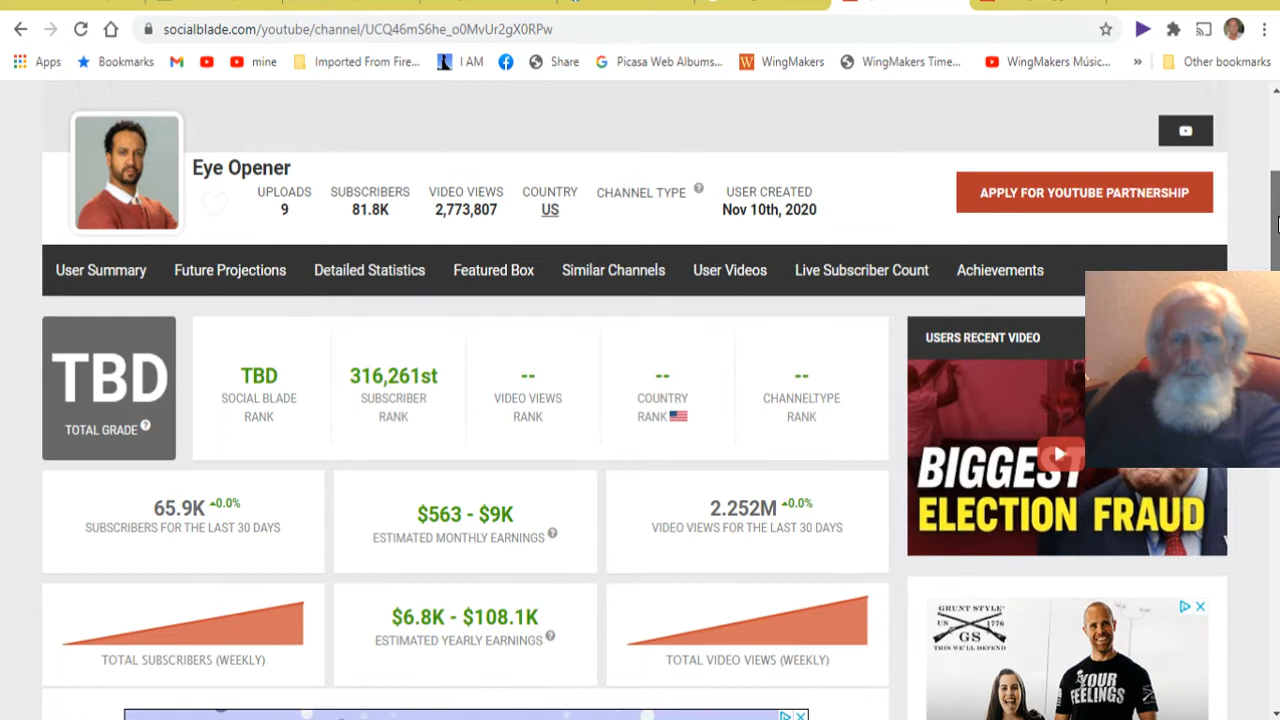 socialblade.com/youtube/channel/UCQ46mS6he_o0MvUr2gX0RPw
Apps Bookmarks mine Imported From Fire... I AM Share Picasa Web Albums... WingMakers WingMakers Time... WingMakers Músic... » Other bookmarks
Eye Opener
UPLOADS SUBSCRIBERS VIDEO VIEWS COUNTRY CHANNEL TYPE ? USER CREATED
9 81.8K 2,773,807 US Nov 10th, 2020
APPLY FOR YOUTUBE PARTNERSHIP
User Summary Future Projections Detailed Statistics Featured Box Similar Channels User Videos Live Subscriber Count Achievements
TBD
TOTAL GRADE ?
TBD 316,261st -- -- --
SOCIAL BLADE SUBSCRIBER VIDEO VIEWS COUNTRY CHANNELTYPE
RANK RANK RANK RANK RANK
USERS RECENT VIDEO
BIGGEST
ELECTION FRAUD
65.9K 0.0%
SUBSCRIBERS FOR THE LAST 30 DAYS
$563 - $9K
ESTIMATED MONTHLY EARNINGS ?
2.252M 0.0%
VIDEO VIEWS FOR THE LAST 30 DAYS
TOTAL SUBSCRIBERS (WEEKLY)
$6.8K - $108.1K
ESTIMATED YEARLY EARNINGS ?
TOTAL VIDEO VIEWS (WEEKLY)
GRUNT STYLE
US 1776
GS
THIS WE'LL DEFEND
YOUR
FEELINGS